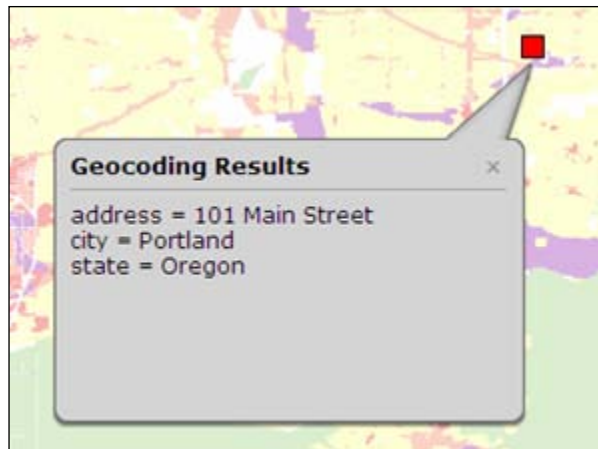 Geocoding Results
address = 101 Main Street
city = Portland
state = Oregon